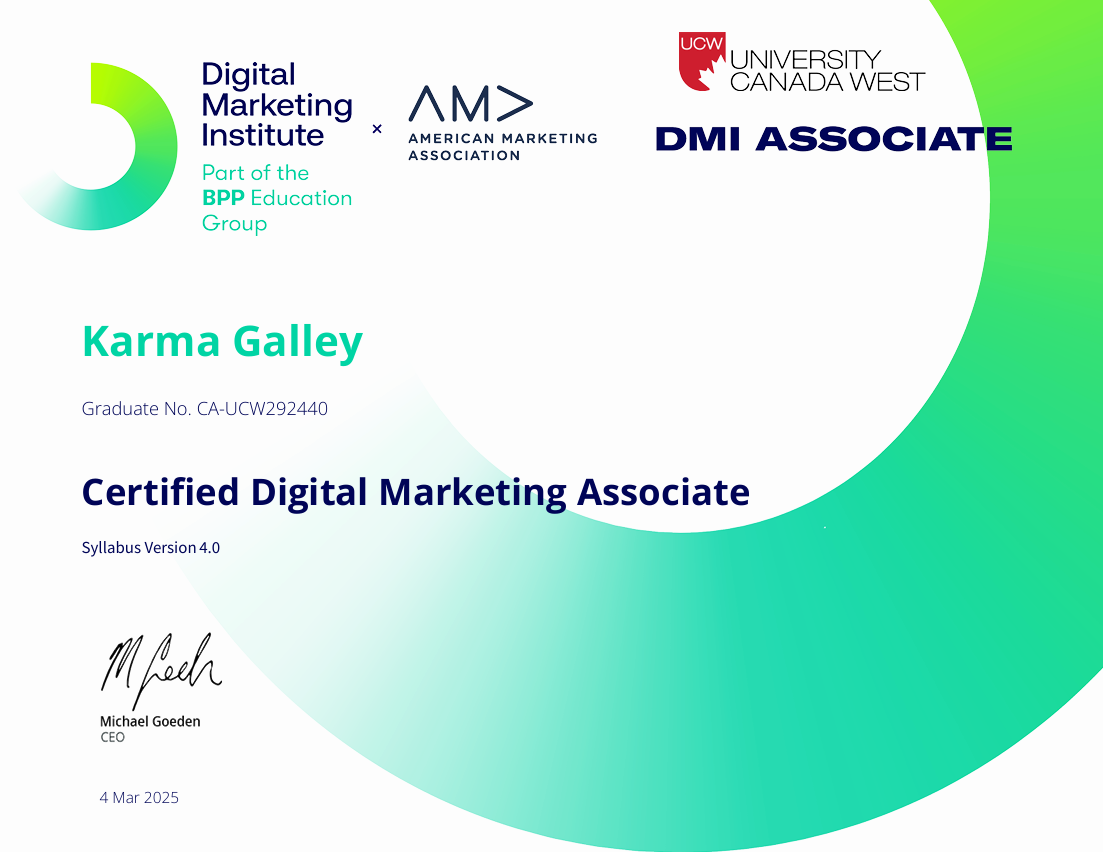 Digital
Marketing
Institute
Part of the
BPP Education
Group
×
AMA
AMERICAN MARKETING
ASSOCIATION
UCW
UNIVERSITY
CANADA WEST
DMI ASSOCIATE
Karma Galley
Graduate No. CA-UCW292440
Certified Digital Marketing Associate
Syllabus Version 4.0
Michael Goeden
CEO
4 Mar 2025